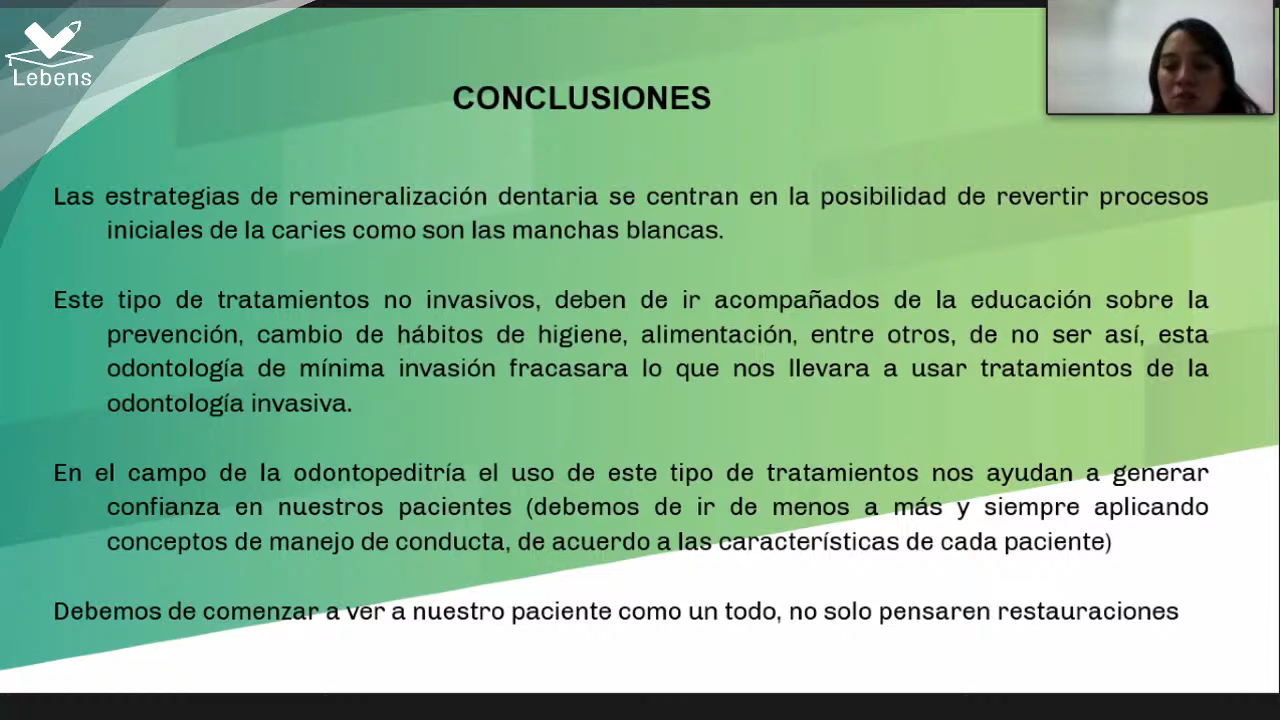 Lebens
CONCLUSIONES
Las estrategias de remineralización dentaria se centran en la posibilidad de revertir procesos
iniciales de la caries como son las manchas blancas.
Este tipo de tratamientos no invasivos, deben de ir acompañados de la educación sobre la
prevención, cambio de hábitos de higiene, alimentación, entre otros, de no ser así, esta
odontología de mínima invasión fracasara lo que nos llevara a usar tratamientos de la
odontología invasiva.
En el campo de la odontopeditría el uso de este tipo de tratamientos nos ayudan a generar
confianza en nuestros pacientes (debemos de ir de menos a más y siempre aplicando
conceptos de manejo de conducta, de acuerdo a las características de cada paciente)
Debemos de comenzar a ver a nuestro paciente como un todo, no solo pensaren restauraciones